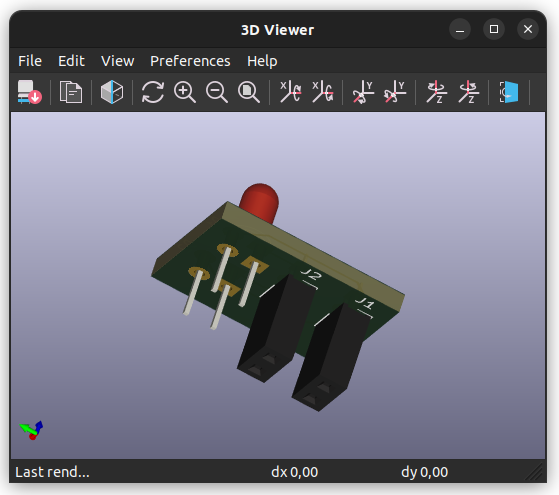 3D Viewer
File Edit View Preferences Help
X X Y Y Z Z
J2
J1
Last rend... dx 0,00 dy 0,00